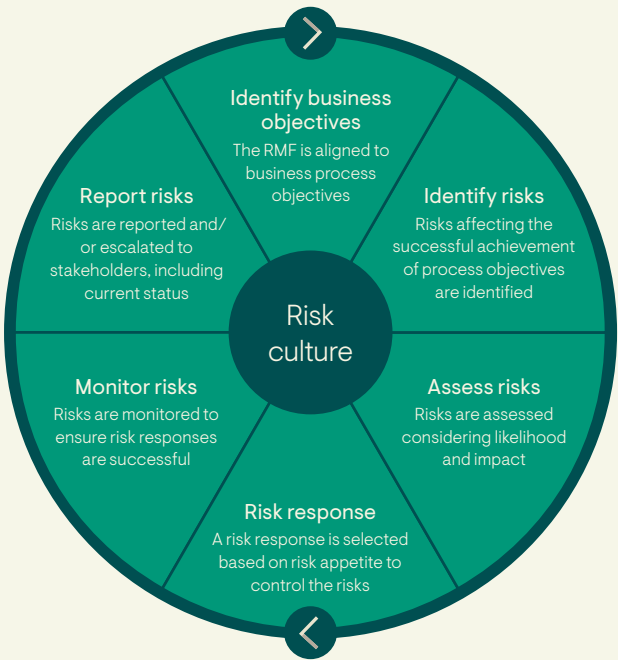 Identify business
objectives
The RMF is aligned to
business process
objectives
Identify risks
Risks affecting the
successful achievement
of process objectives
are identified
Assess risks
Risks are assessed
considering likelihood
and impact
Risk response
A risk response is selected
based on risk appetite to
control the risks
Monitor risks
Risks are monitored to
ensure risk responses
are successful
Report risks
Risks are reported and/
or escalated to
stakeholders, including
current status
Risk
culture